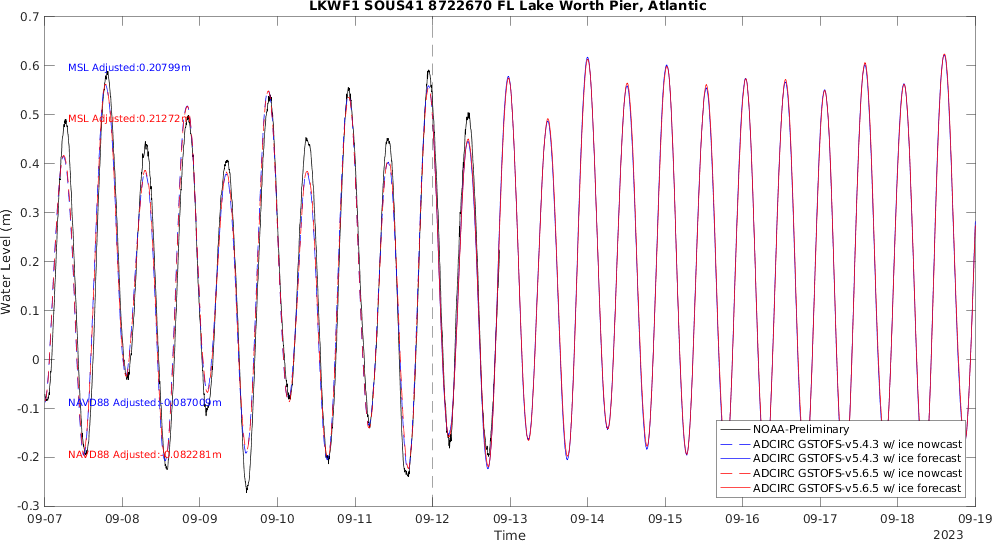 LKWF1 SOUS41 8722670 FL Lake Worth Pier, Atlantic
0.7
0.6
0.5
0.4
0.3
0.2
0.1
0
-0.1
-0.2
-0.3
Water Level (m)
MSL Adjusted:0.20799m
MSL Adjusted:0.21272m
NAVD88 Adjusted:-0.087009m
NAVD88 Adjusted:-0.082281m
NOAA-Preliminary
ADCIRC GSTOFS-v5.4.3 w/ ice nowcast
ADCIRC GSTOFS-v5.4.3 w/ ice forecast
ADCIRC GSTOFS-v5.6.5 w/ ice nowcast
ADCIRC GSTOFS-v5.6.5 w/ ice forecast
09-07 09-08 09-09 09-10 09-11 09-12 09-13 09-14 09-15 09-16 09-17 09-18 09-19
Time
2023